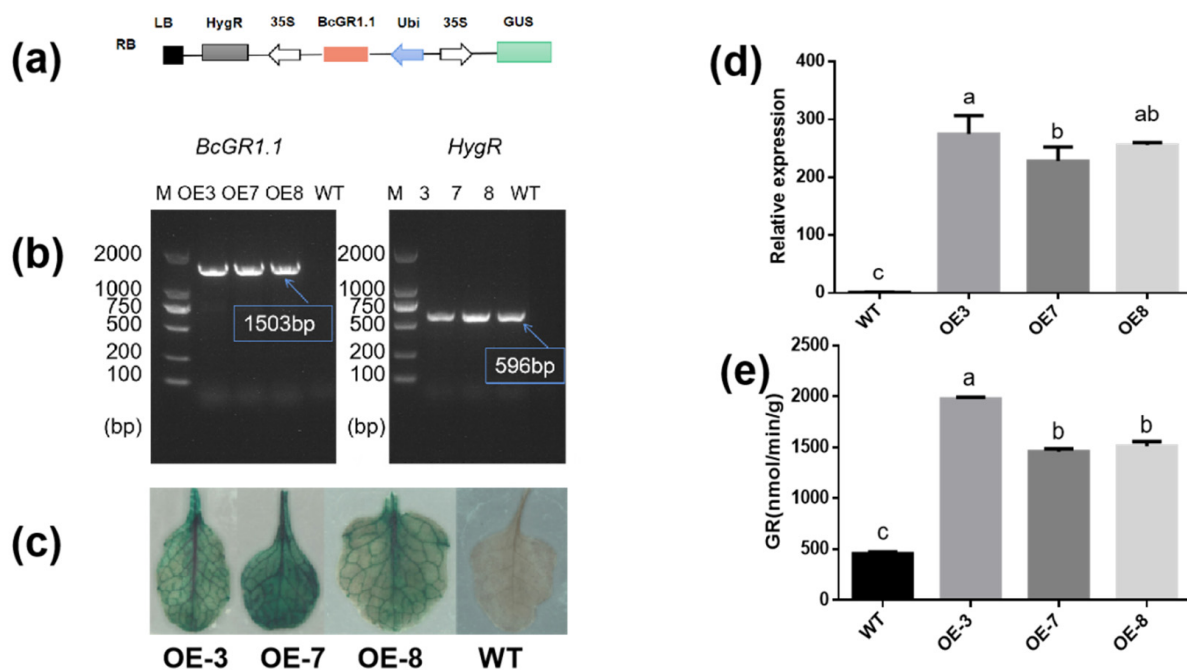 (a)
RB LB HygR 35S BcGR1.1 Ubi 35S GUS
(b)
BcGR1.1
M OE3 OE7 OE8 WT
2000
1000
750
500
200
100
(bp)
1503bp
HygR
M 3 7 8 WT
2000
1000
750
500
200
100
(bp)
596bp
(c)
OE-3 OE-7 OE-8 WT
(d)
Relative expression
400
300
200
100
0
c a b ab
WT OE3 OE7 OE8
(e)
GR(nmol/min/g)
2500
2000
1500
1000
500
0
c a b b
WT OE-3 OE-7 OE-8